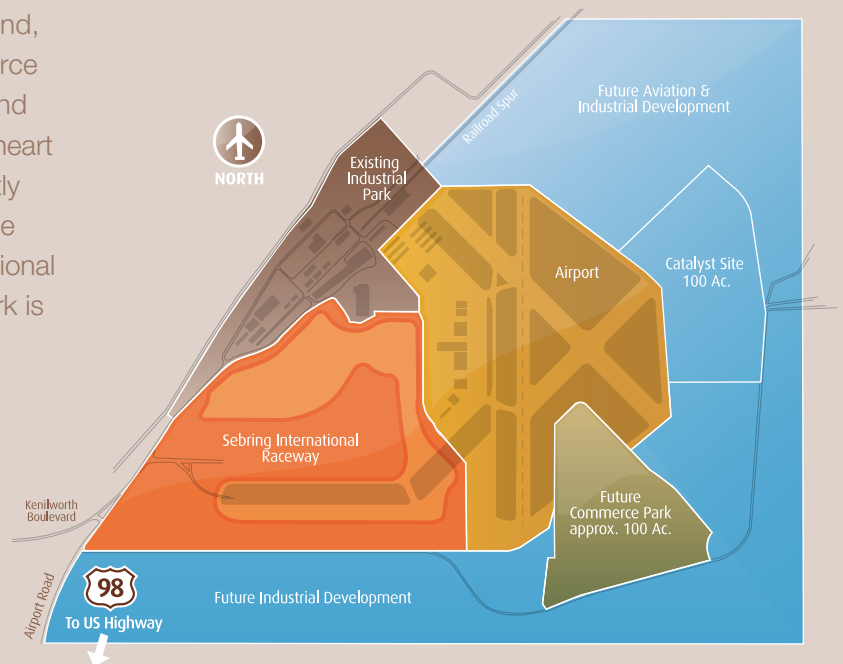 nd,
rce
nd
heart
tly
e
ional
rk is
NORTH
Existing
Industrial
Park
Railroad Spur
Future Aviation &
Industrial Development
Airport
Catalyst Site
100 Ac.
Sebring International
Raceway
Future
Commerce Park
approx. 100 Ac.
Kenilworth
Boulevard
Airport Road
98
To US Highway
Future Industrial Development